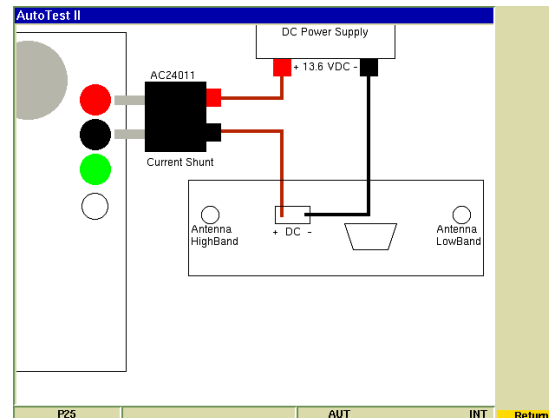 AutoTest II
DC Power Supply
+ 13.6 VDC -
AC24011
Current Shunt
Antenna
HighBand
+ DC -
Antenna
LowBand
P25
AUT
INT
Return